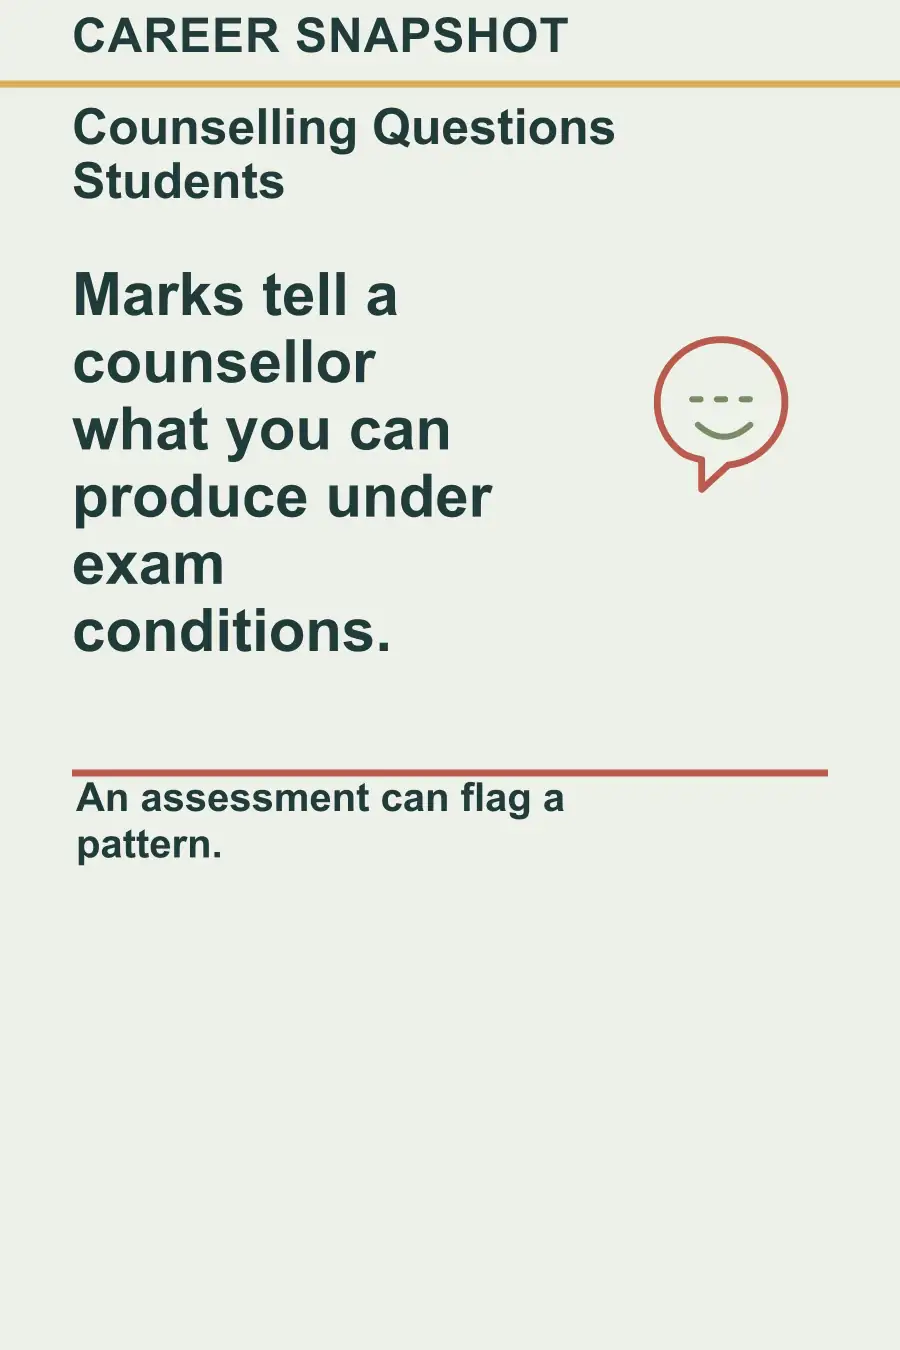 CAREER SNAPSHOT
Counselling Questions
Students
Marks tell a
counsellor
what you can
produce under
exam
conditions.
An assessment can flag a
pattern.